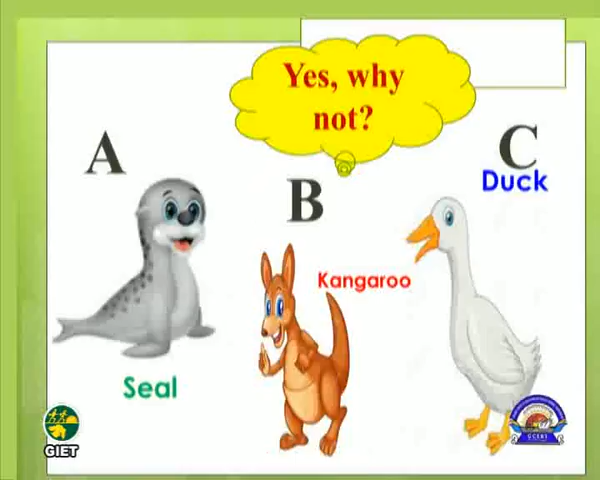 Yes, why
not?
A
B
C
Duck
Kangaroo
Seal
GIET